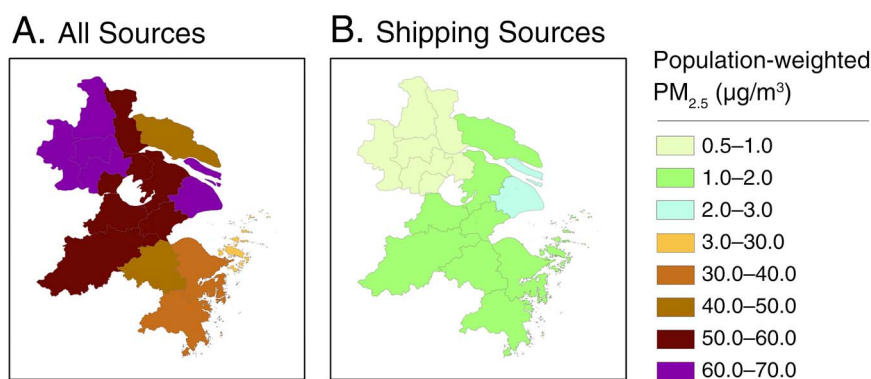 A. All Sources
B. Shipping Sources
Population-weighted
PM2.5 (µg/m³)
0.5–1.0
1.0–2.0
2.0–3.0
3.0–30.0
30.0–40.0
40.0–50.0
50.0–60.0
60.0–70.0